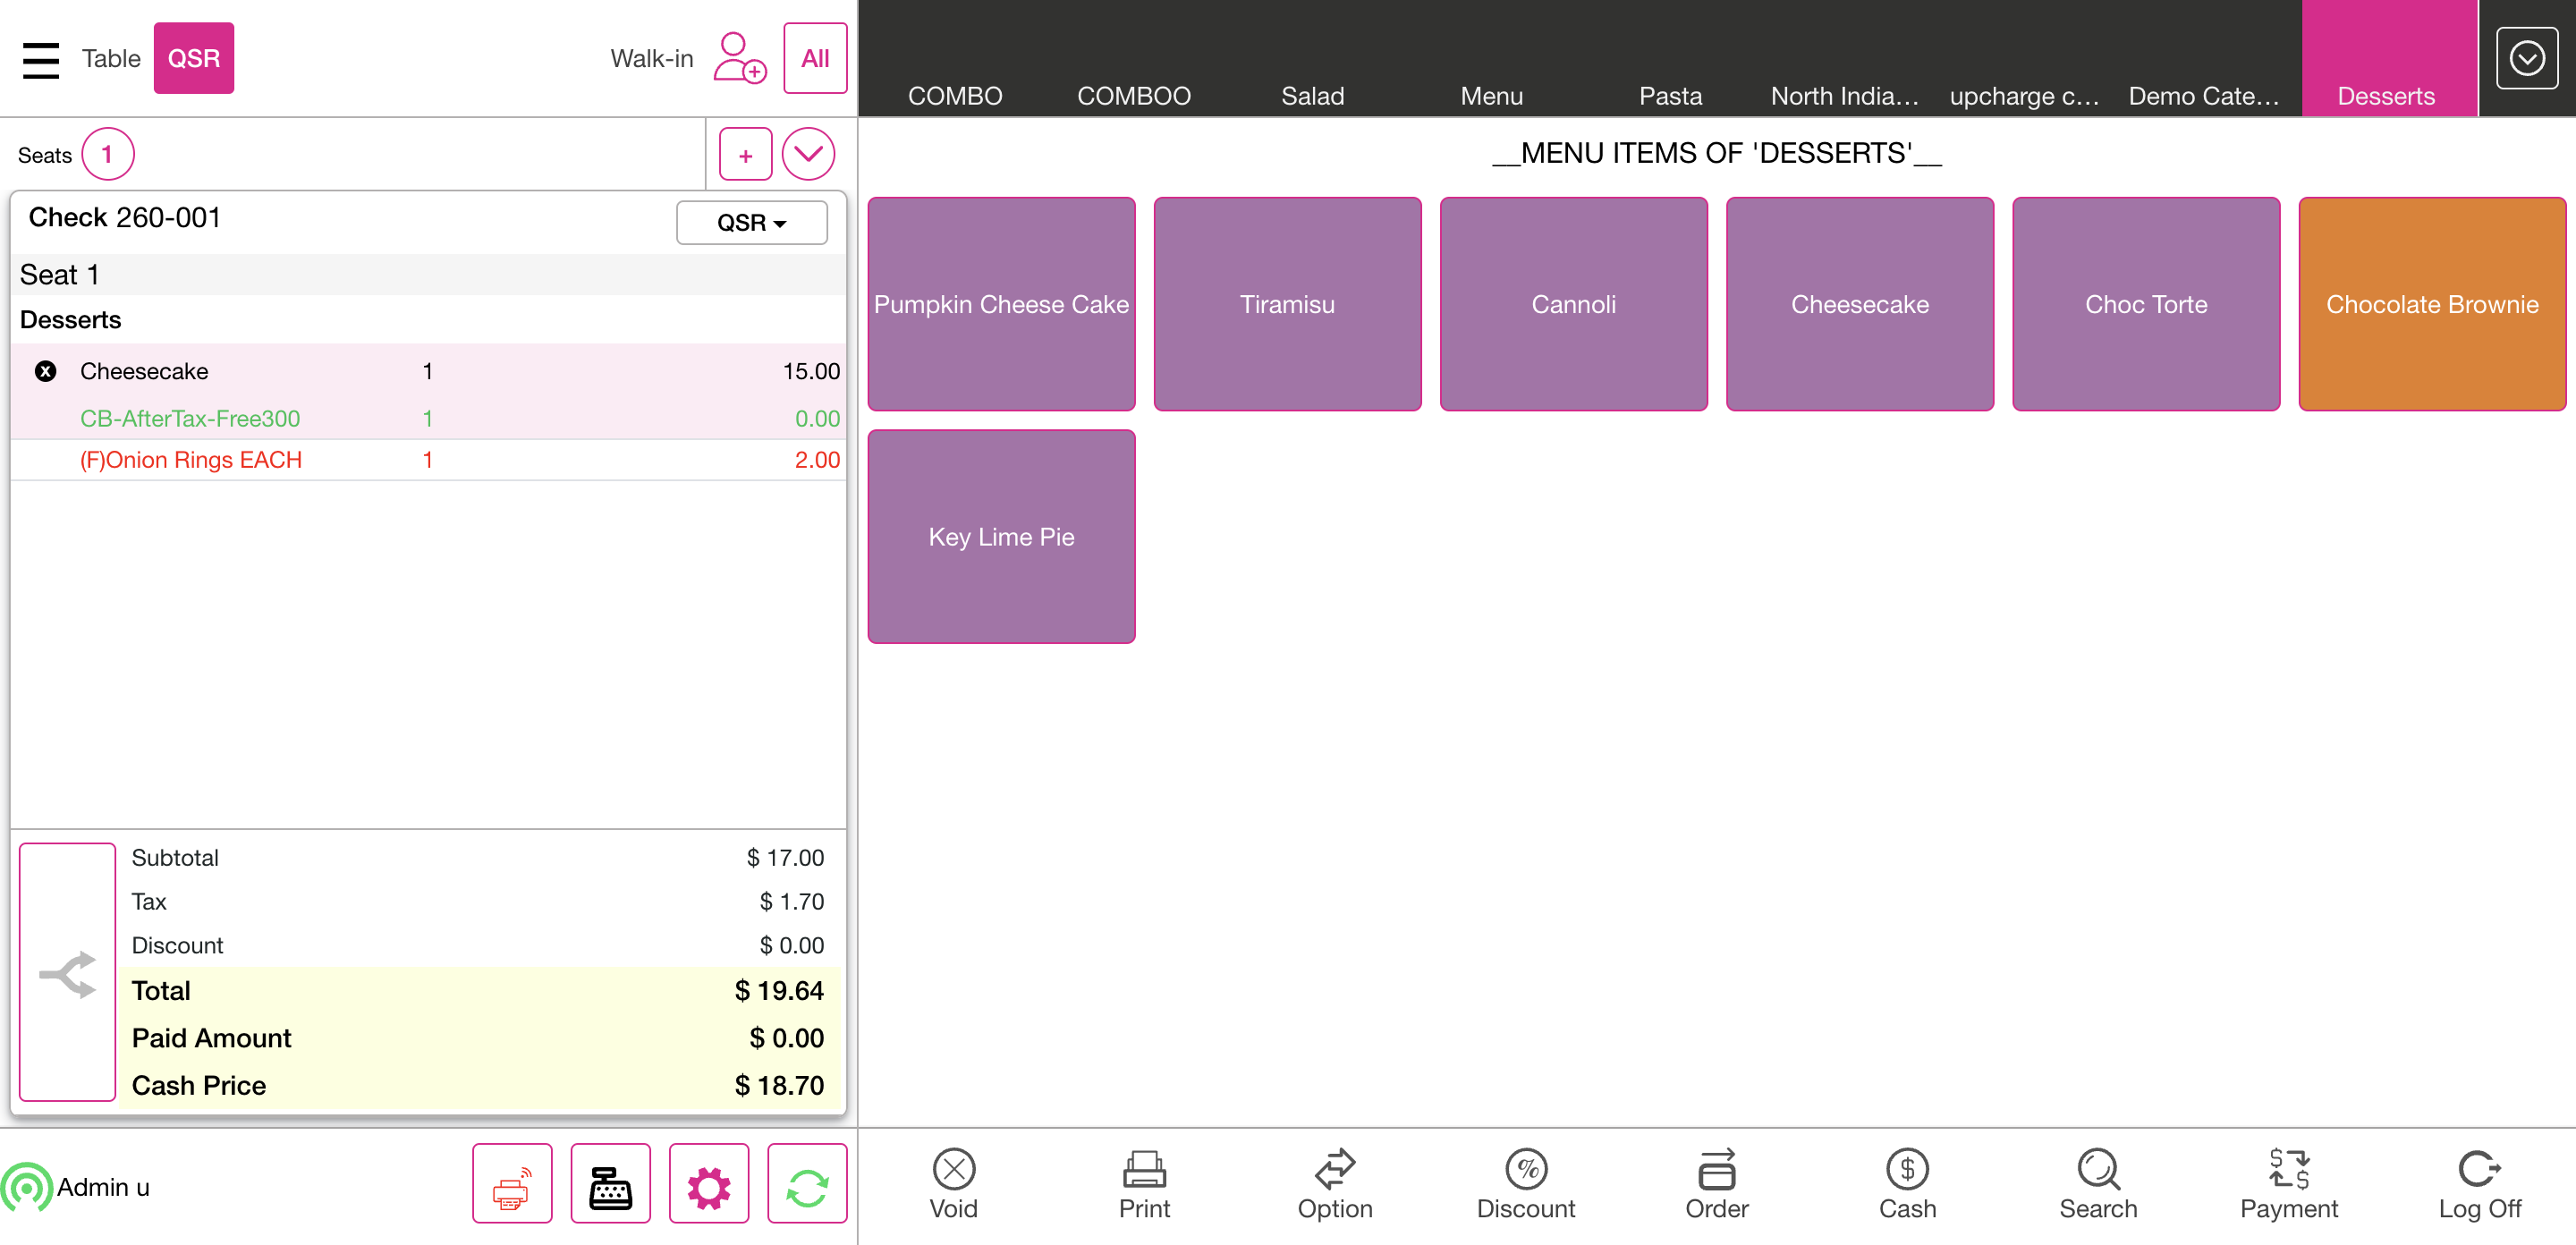 Table QSR Walk-in All
COMBO COMBOO Salad Menu Pasta North India... upcharge c... Demo Cate... Desserts
Seats 1 +
__MENU ITEMS OF 'DESSERTS'__
Check 260-001 QSR
Seat 1
Desserts
Cheesecake 1 15.00
CB-AfterTax-Free300 1 0.00
(F)Onion Rings EACH 1 2.00
Pumpkin Cheese Cake Tiramisu Cannoli Cheesecake Choc Torte Chocolate Brownie
Key Lime Pie
Subtotal $ 17.00
Tax $ 1.70
Discount $ 0.00
Total $ 19.64
Paid Amount $ 0.00
Cash Price $ 18.70
Admin u
Void Print Option Discount Order Cash Search Payment Log Off